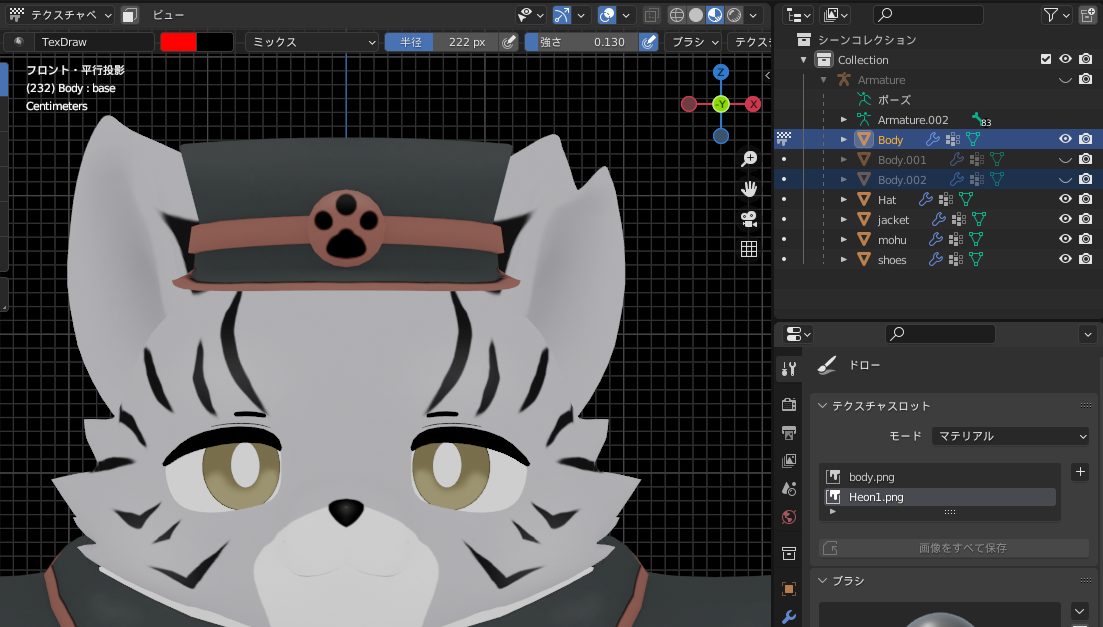 テクスチャペ
ビュー
TexDraw
ミックス
半径 222 px
強さ 0.130
ブラシ
テクス
フロント・平行投影
(232) Body : base
Centimeters
Z
-Y
X
シーンコレクション
Collection
Armature
ポーズ
Armature.002
83
Body
Body.001
Body.002
Hat
jacket
mohu
shoes
ドロー
テクスチャスロット
モード マテリアル
body.png
Heon1.png
画像をすべて保存
ブラシ